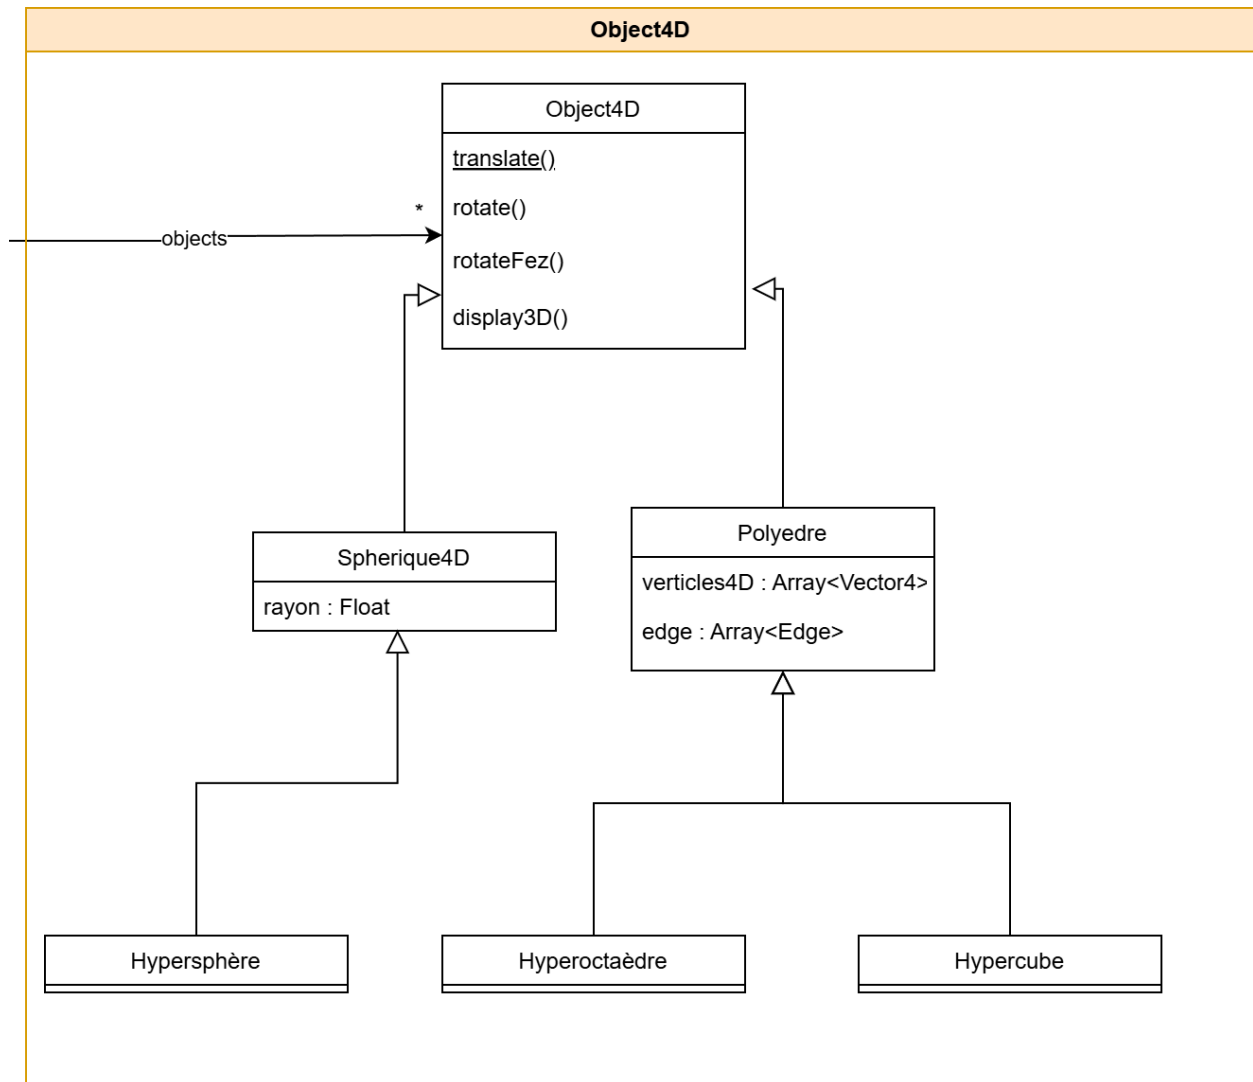 Object4D
Object4D
translate()
*
rotate()
objects
rotateFez()
display3D()
Spherique4D
rayon : Float
Polyedre
verticles4D : Array<Vector4>
edge : Array<Edge>
Hypersphère
Hyperoctaèdre
Hypercube